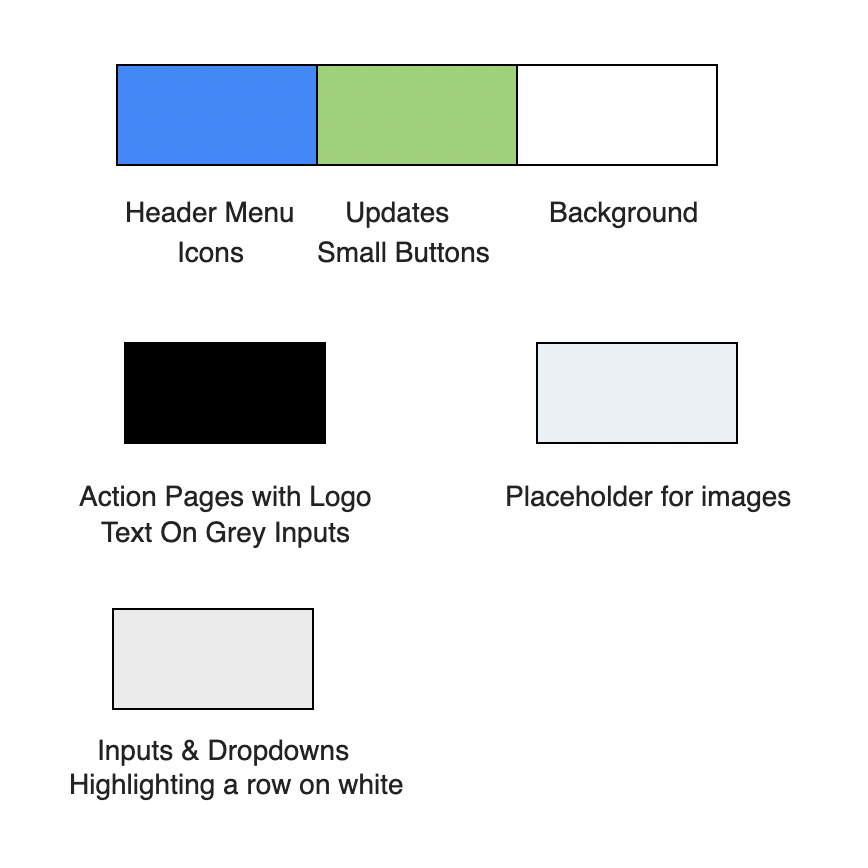 Header Menu
Icons
Updates
Small Buttons
Background
Action Pages with Logo
Text On Grey Inputs
Placeholder for images
Inputs & Dropdowns
Highlighting a row on white